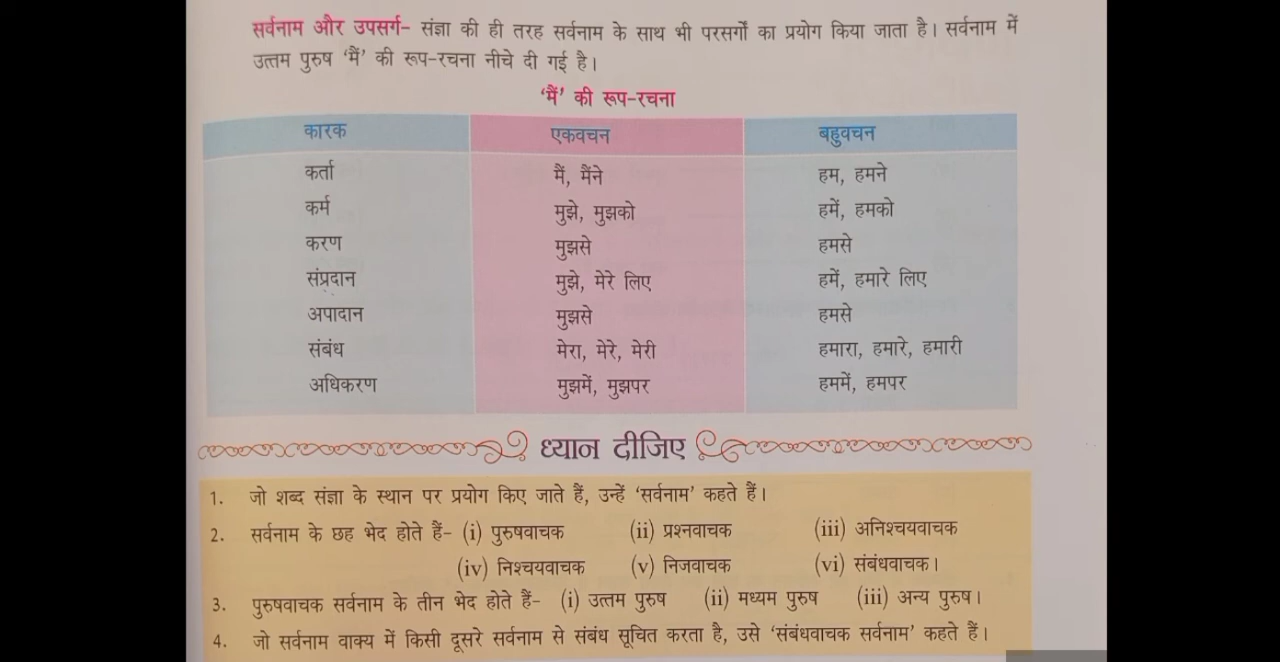 सर्वनाम और उपसर्ग– संज्ञा की ही तरह सर्वनाम के साथ भी परसर्गों का प्रयोग किया जाता है। सर्वनाम में
उत्तम पुरुष ‘मैं’ की रूप-रचना नीचे दी गई है।
‘मैं’ की रूप-रचना
कारक एकवचन बहुवचन
कर्ता मैं, मैंने हम, हमने
कर्म मुझे, मुझको हमें, हमको
करण मुझसे हमसे
संप्रदान मुझे, मेरे लिए हमें, हमारे लिए
अपादान मुझसे हमसे
संबंध मेरा, मेरे, मेरी हमारा, हमारे, हमारी
अधिकरण मुझमें, मुझपर हममें, हमपर
ध्यान दीजिए
1. जो शब्द संज्ञा के स्थान पर प्रयोग किए जाते हैं, उन्हें ‘सर्वनाम’ कहते हैं।
2. सर्वनाम के छह भेद होते हैं– (i) पुरुषवाचक (ii) प्रश्नवाचक (iii) अनिश्चयवाचक
(iv) निश्चयवाचक (v) निजवाचक (vi) संबंधवाचक।
3. पुरुषवाचक सर्वनाम के तीन भेद होते हैं– (i) उत्तम पुरुष (ii) मध्यम पुरुष (iii) अन्य पुरुष।
4. जो सर्वनाम वाक्य में किसी दूसरे सर्वनाम से संबंध सूचित करता है, उसे ‘संबंधवाचक सर्वनाम’ कहते हैं।